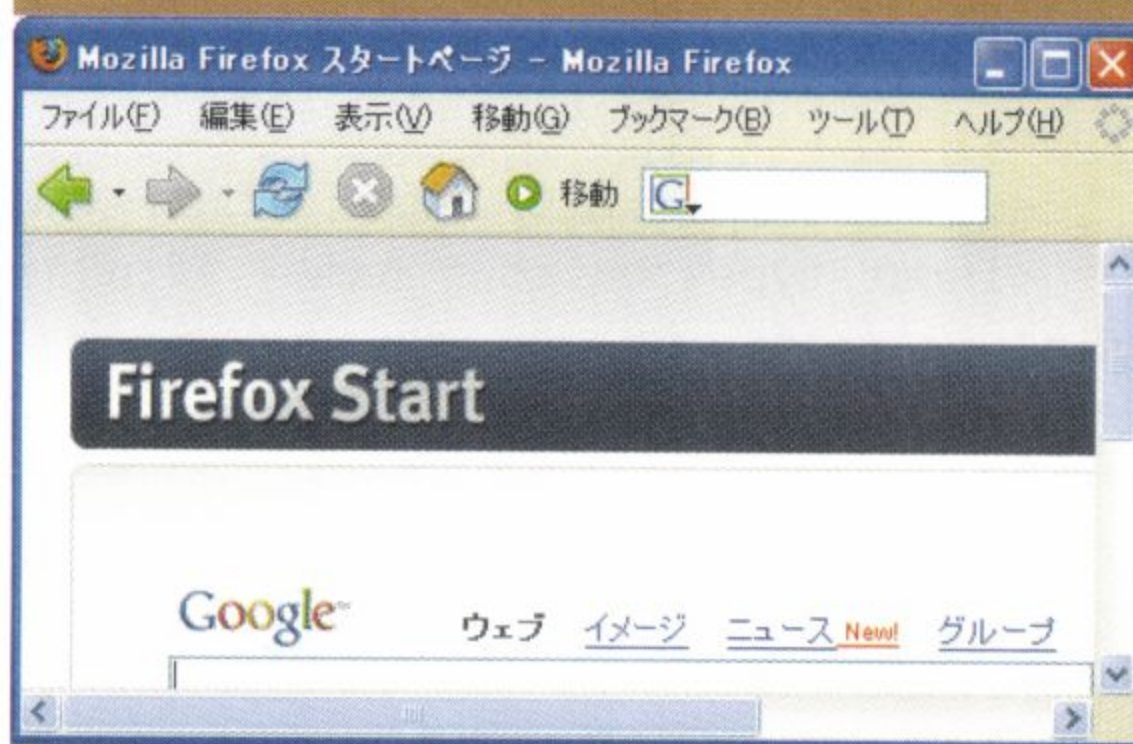 Mozilla Firefox スタートページ - Mozilla Firefox
ファイル(F) 編集(E) 表示(V) 移動(G) ブックマーク(B) ツール(T) ヘルプ(H)
移動 G
Firefox Start
Google™ ウェブ イメージ ニュース New! グループ